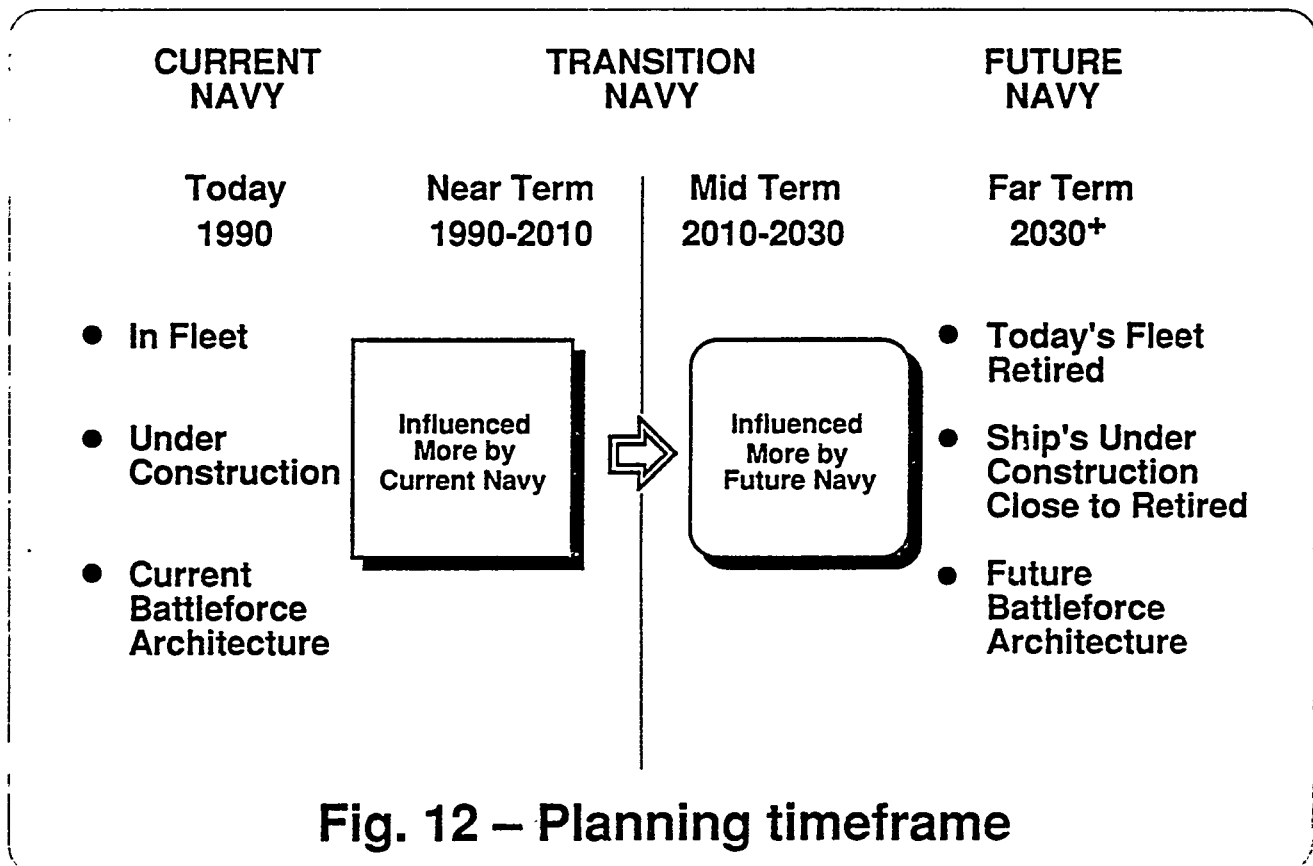 CURRENT
NAVY
TRANSITION
NAVY
FUTURE
NAVY
Today
1990
Near Term
1990-2010
Mid Term
2010-2030
Far Term
2030+
● In Fleet
● Under
Construction
● Current
Battleforce
Architecture
Influenced
More by
Current Navy
Influenced
More by
Future Navy
● Today's Fleet
Retired
● Ship's Under
Construction
Close to Retired
● Future
Battleforce
Architecture
Fig. 12 – Planning timeframe